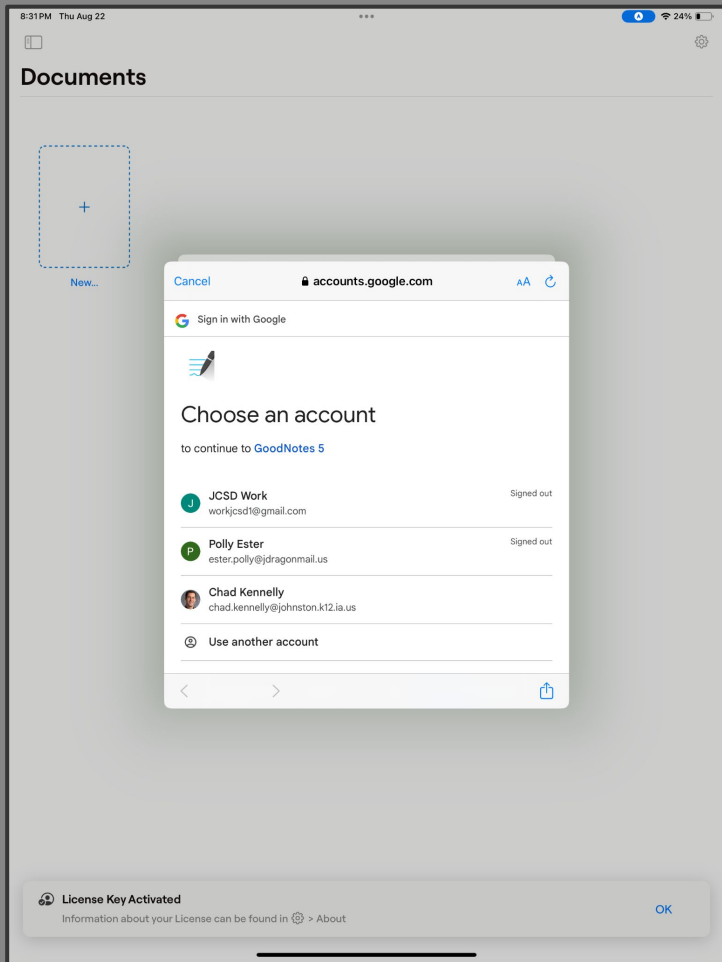 8:31 PM Thu Aug 22
24%
Documents
New...
Cancel
accounts.google.com
AA
Sign in with Google
Choose an account
to continue to GoodNotes 5
J
JCSD Work
workjcsd1@gmail.com
Signed out
P
Polly Ester
ester.polly@jdragonmail.us
Signed out
Chad Kennelly
chad.kennelly@johnston.k12.ia.us
Use another account
License Key Activated
Information about your License can be found in > About
OK